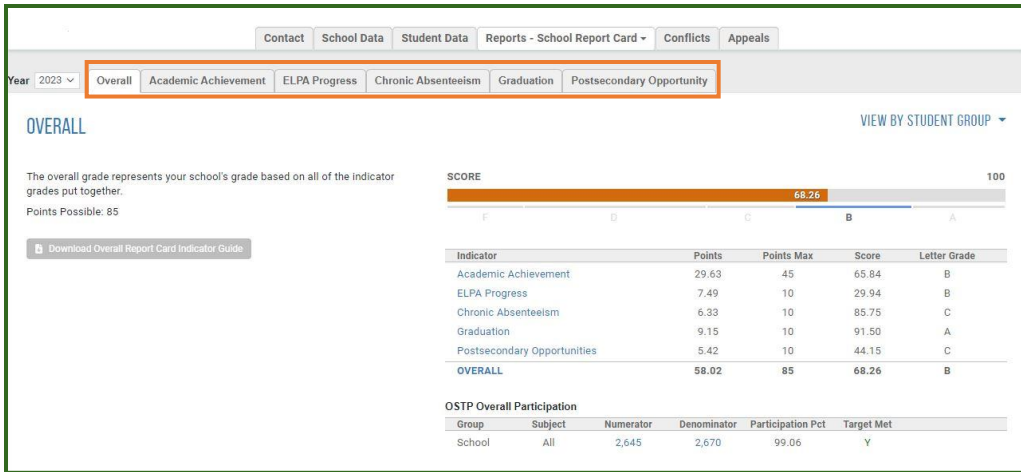 Contact School Data Student Data Reports - School Report Card Conflicts Appeals
Year 2023 Overall Academic Achievement ELPA Progress Chronic Absenteeism Graduation Postsecondary Opportunity
OVERALL
VIEW BY STUDENT GROUP
The overall grade represents your school's grade based on all of the indicator
grades put together.
Points Possible: 85
Download Overall Report Card Indicator Guide
SCORE 100
68.26
F D C B A
Indicator Points Points Max Score Letter Grade
Academic Achievement 29.63 45 65.84 B
ELPA Progress 7.49 10 29.94 B
Chronic Absenteeism 6.33 10 85.75 C
Graduation 9.15 10 91.50 A
Postsecondary Opportunities 5.42 10 44.15 C
OVERALL 58.02 85 68.26 B
OSTP Overall Participation
Group Subject Numerator Denominator Participation Pct Target Met
School All 2,645 2,670 99.06 Y